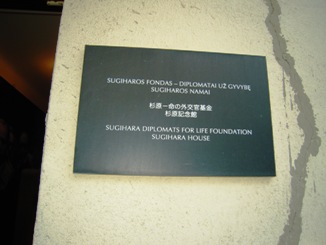 SUGIHAROS FONDAS – DIPLOMATAI UŽ GYVYBĘ
SUGIHAROS NAMAI
杉原－命の外交官基金
杉原記念館
SUGIHARA DIPLOMATS FOR LIFE FOUNDATION
SUGIHARA HOUSE